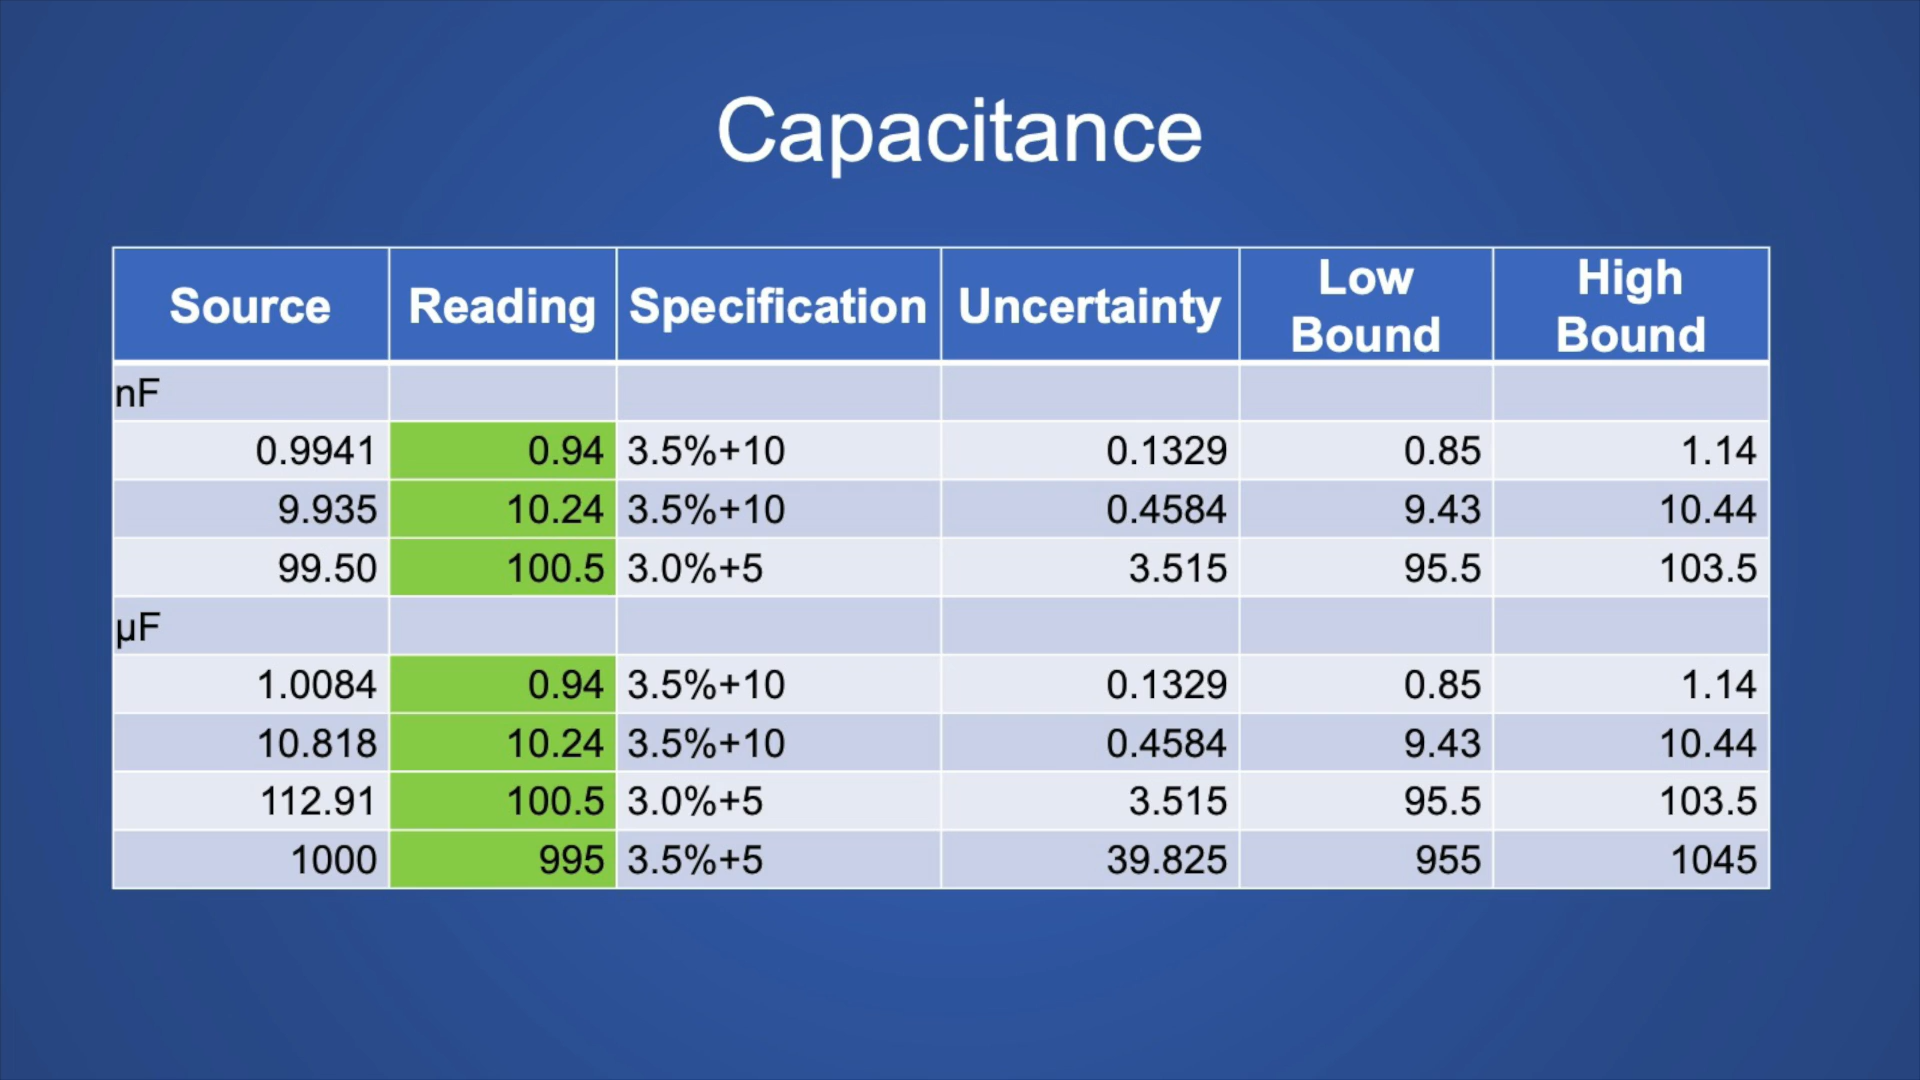 Capacitance
Source Reading Specification Uncertainty Low Bound High Bound
nF
0.9941 0.94 3.5%+10 0.1329 0.85 1.14
9.935 10.24 3.5%+10 0.4584 9.43 10.44
99.50 100.5 3.0%+5 3.515 95.5 103.5
µF
1.0084 0.94 3.5%+10 0.1329 0.85 1.14
10.818 10.24 3.5%+10 0.4584 9.43 10.44
112.91 100.5 3.0%+5 3.515 95.5 103.5
1000 995 3.5%+5 39.825 955 1045